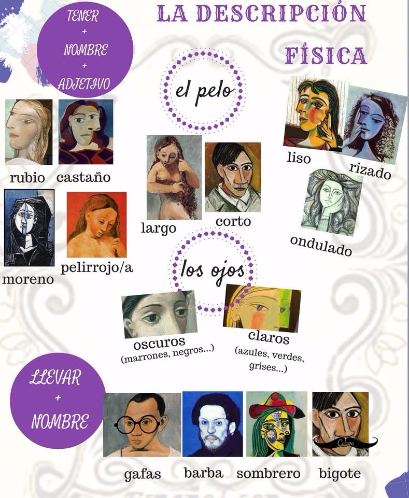 LA DESCRIPCIÓN
FÍSICA
TENER
+
NOMBRE
+
ADJETIVO
el pelo
rubio
castaño
moreno
pelirrojo/a
largo
corto
liso
rizado
ondulado
los ojos
oscuros
(marrones, negros...)
claros
(azules, verdes,
grises...)
LLEVAR
+
NOMBRE
gafas
barba
sombrero
bigote